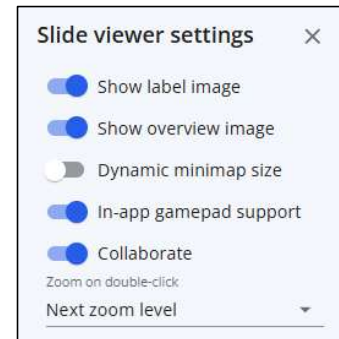 Slide viewer settings
Show label image
Show overview image
Dynamic minimap size
In-app gamepad support
Collaborate
Zoom on double-click
Next zoom level